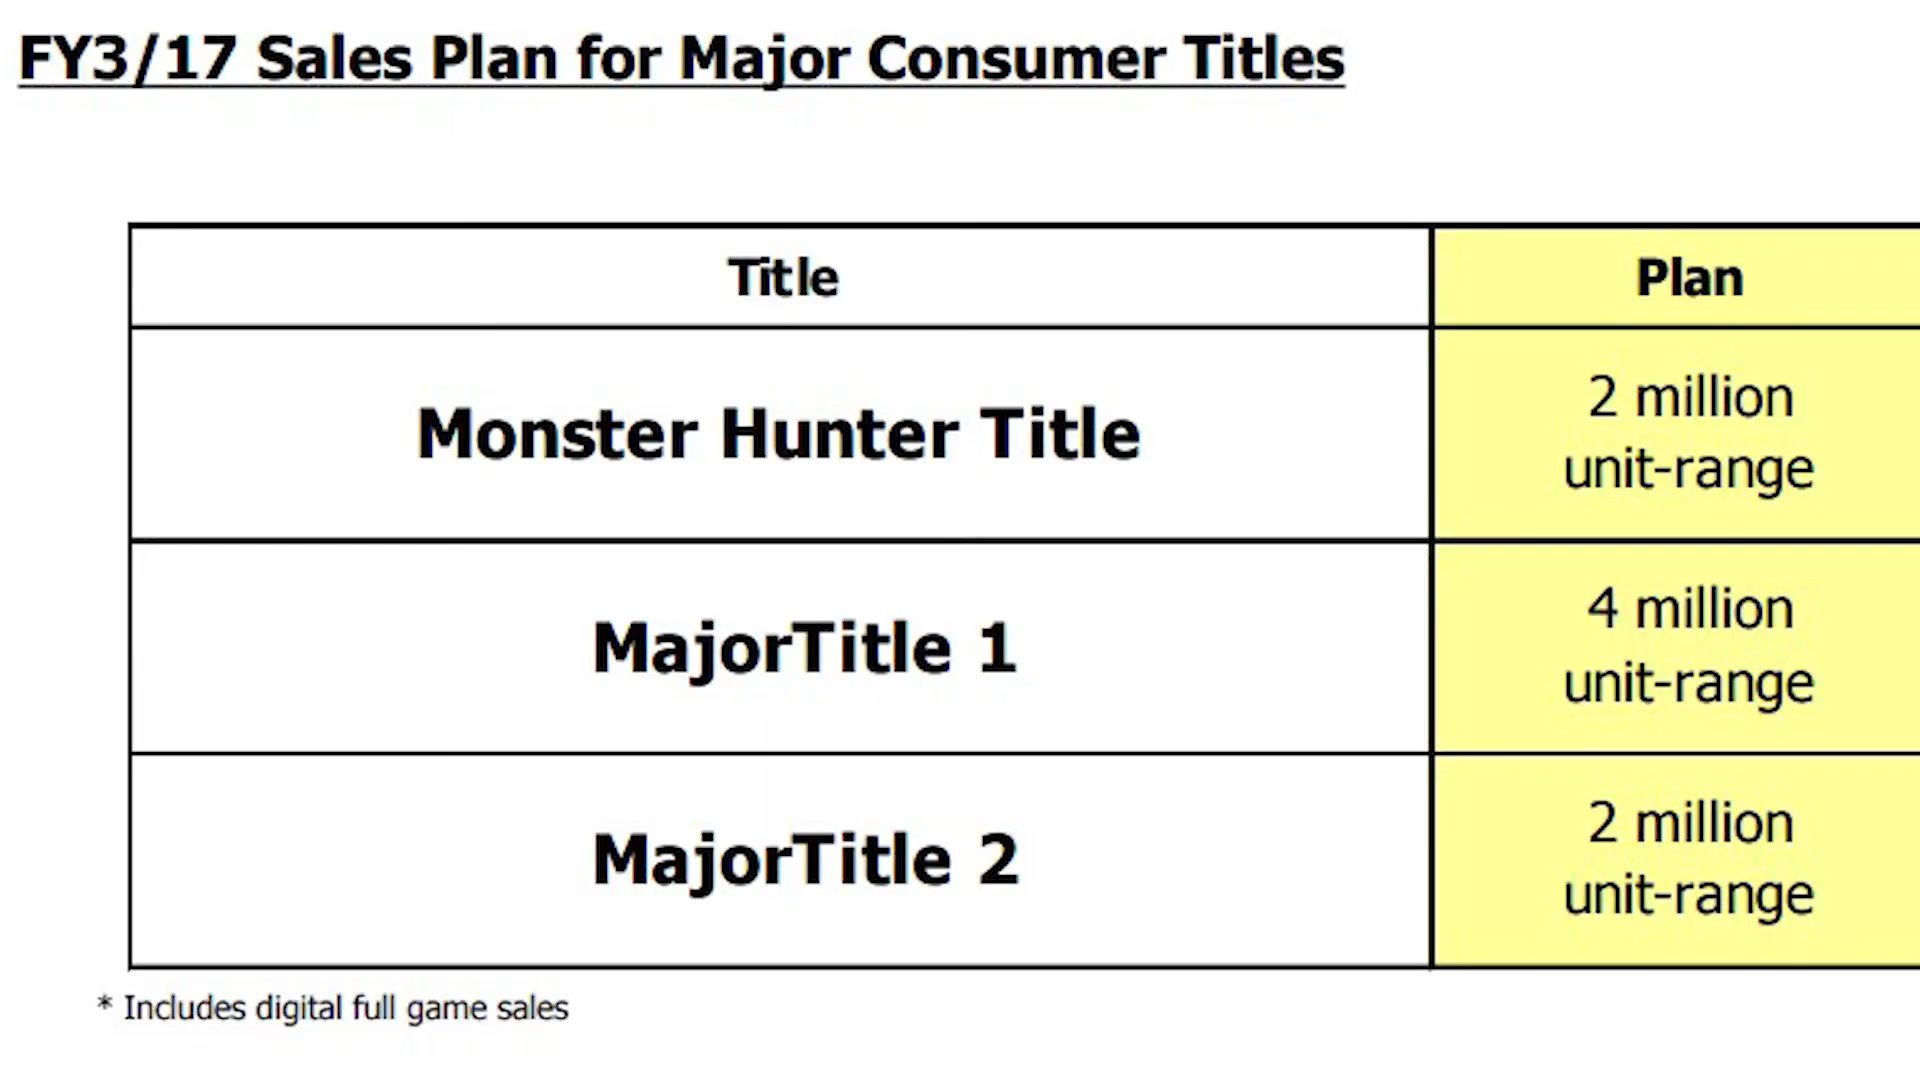 FY3/17 Sales Plan for Major Consumer Titles
Title
Plan
Monster Hunter Title
2 million
unit-range
MajorTitle 1
4 million
unit-range
MajorTitle 2
2 million
unit-range
* Includes digital full game sales